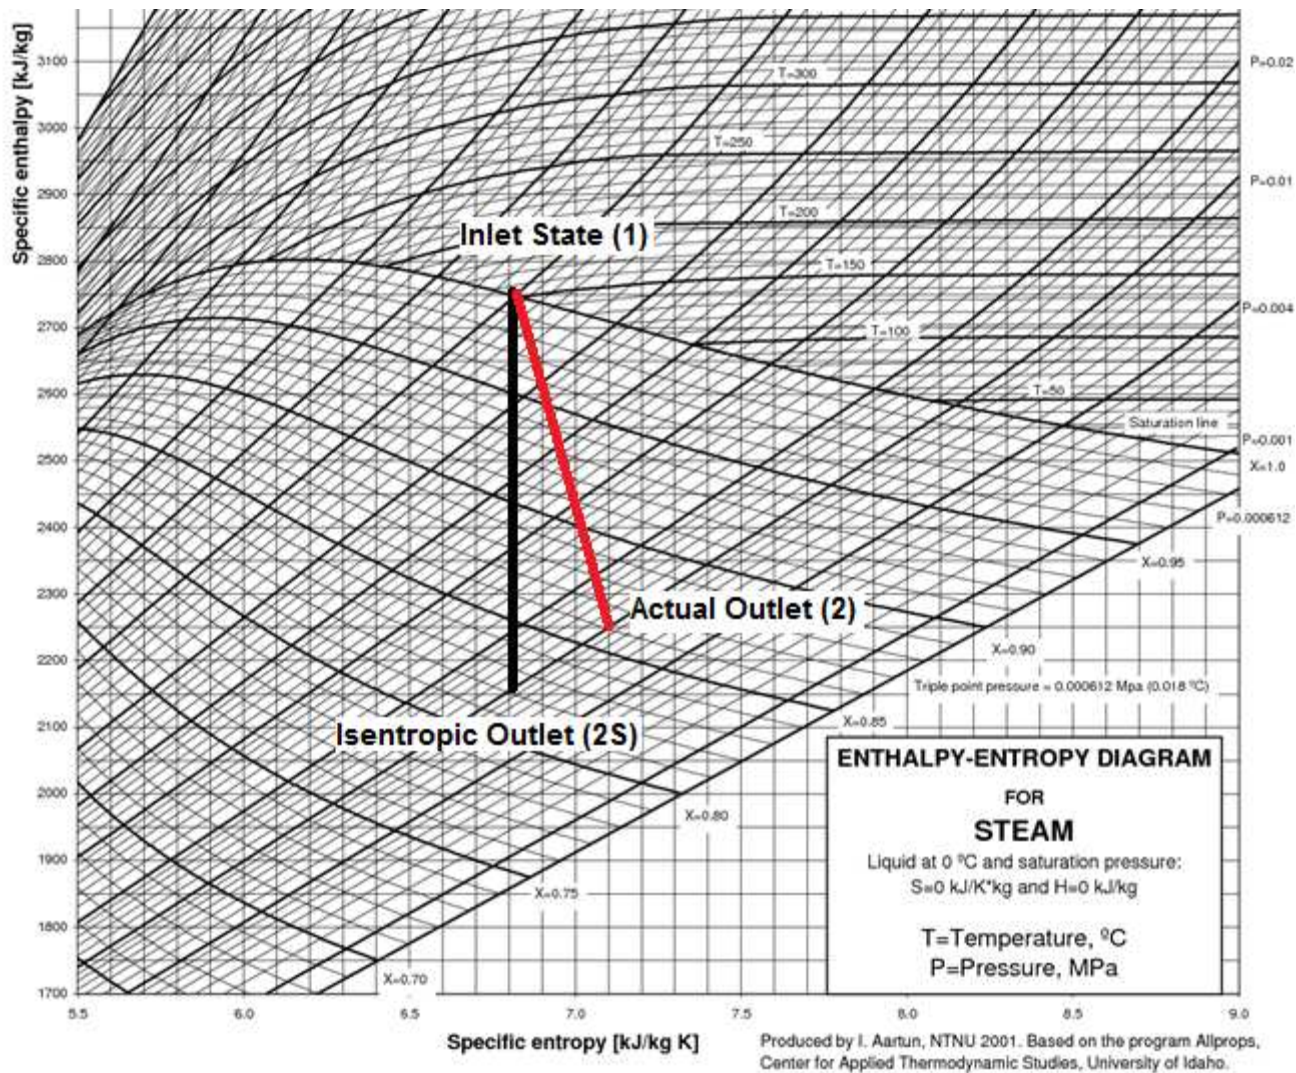 Specific enthalpy [kJ/kg]
3100
3000
2900
2800
2700
2600
2500
2400
2300
2200
2100
2000
1900
1800
1700
5.5
6.0
6.5
7.0
7.5
8.0
8.5
9.0
Specific entropy [kJ/kg K]
T=300
T=250
T=200
T=150
T=100
T=50
Saturation line
P=0.02
P=0.01
P=0.004
P=0.001
X=1.0
P=0.000612
X=0.95
X=0.90
X=0.85
X=0.80
X=0.75
X=0.70
Inlet State (1)
Actual Outlet (2)
Isentropic Outlet (2S)
Triple point pressure = 0.000612 Mpa (0.018 ºC)
ENTHALPY-ENTROPY DIAGRAM
FOR
STEAM
Liquid at 0 ºC and saturation pressure:
S=0 kJ/K*kg and H=0 kJ/kg
T=Temperature, ºC
P=Pressure, MPa
Produced by I. Aartun, NTNU 2001. Based on the program Allprops,
Center for Applied Thermodynamic Studies, University of Idaho.